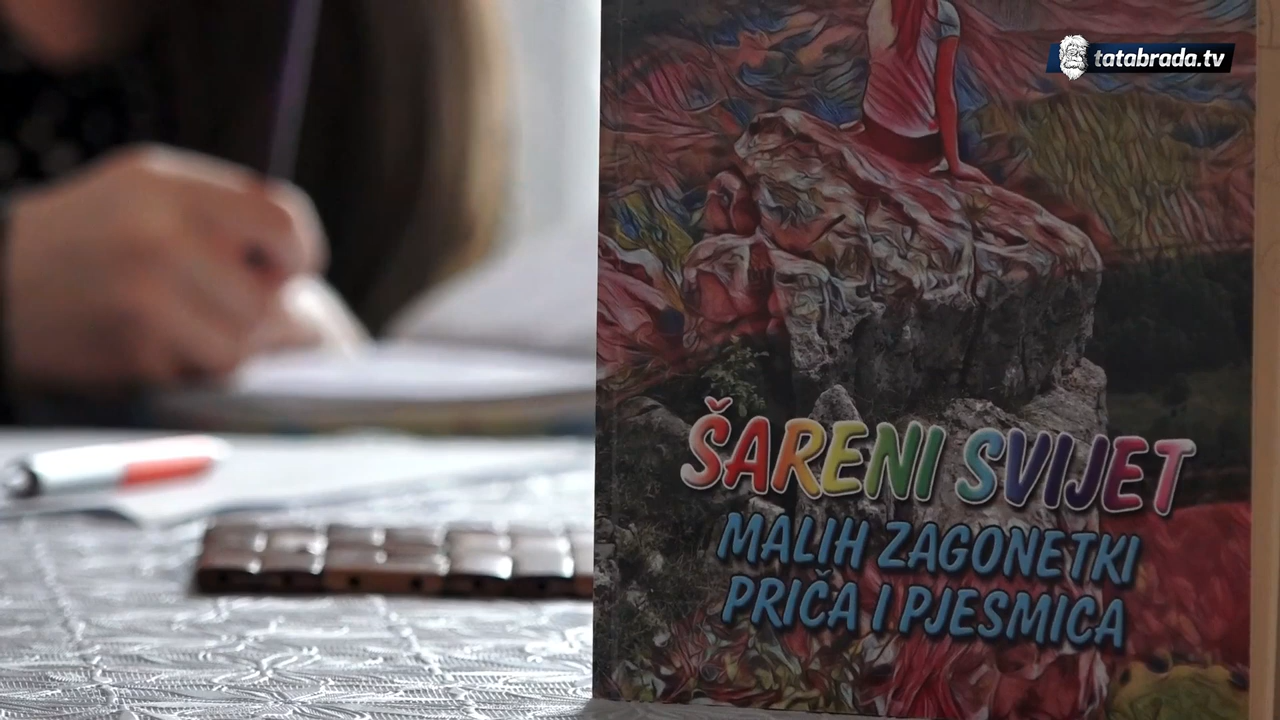 tatabrada.tv
ŠARENI SVIJET
MALIH ZAGONETKI
PRIČA I PJESMICA